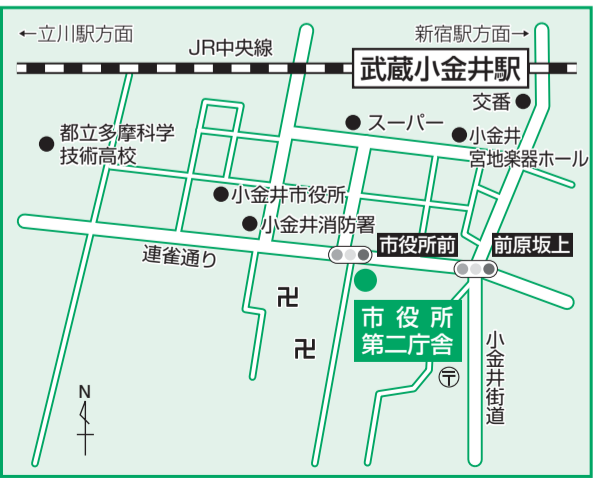 ←立川駅方面
新宿駅方面→
JR中央線
武蔵小金井駅
交番
スーパー
都立多摩科学
技術高校
小金井
宮地楽器ホール
小金井市役所
小金井消防署
市役所前
前原坂上
連雀通り
卍
市役所
第二庁舎
卍
小金井街道
〒
N